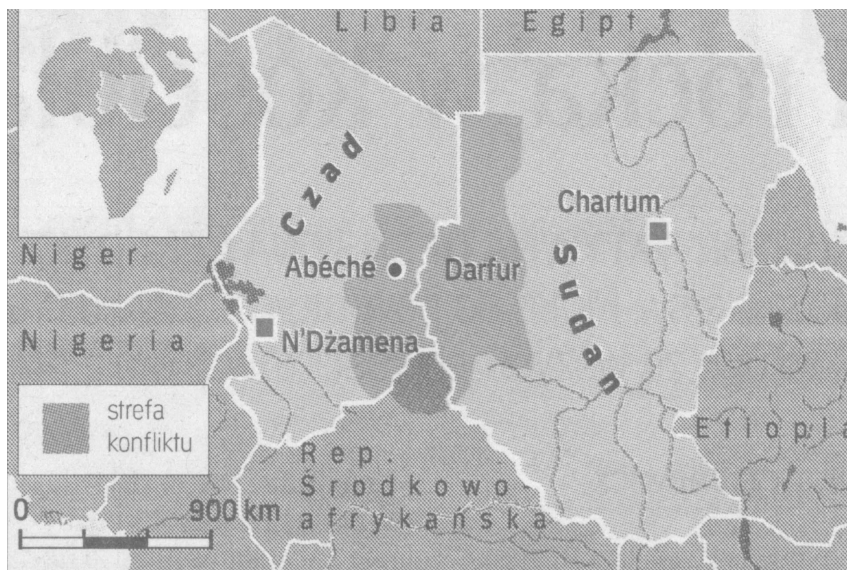 Libia
Egipt
Czad
Chartum
Niger
Abéché
Darfur
Sudan
Nigeria
N'Dżamena
strefa
konfliktu
Etiopia
Rep.
Środkowo-
afrykańska
0 900 km